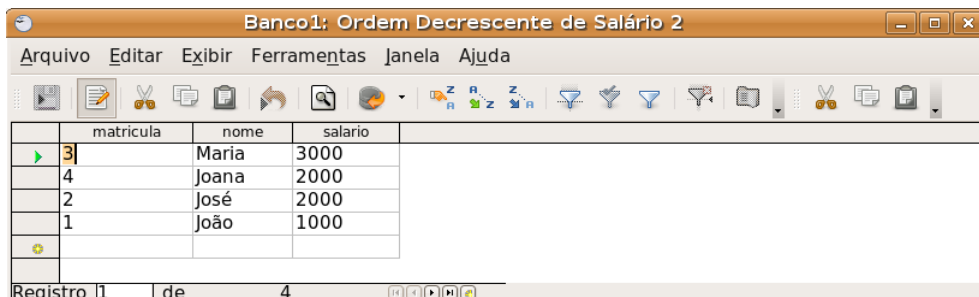 Banco1: Ordem Decrescente de Salário 2
Arquivo Editar Exibir Ferramentas Janela Ajuda
matricula nome salario
3 Maria 3000
4 Joana 2000
2 José 2000
1 João 1000
Registro 1 de 4